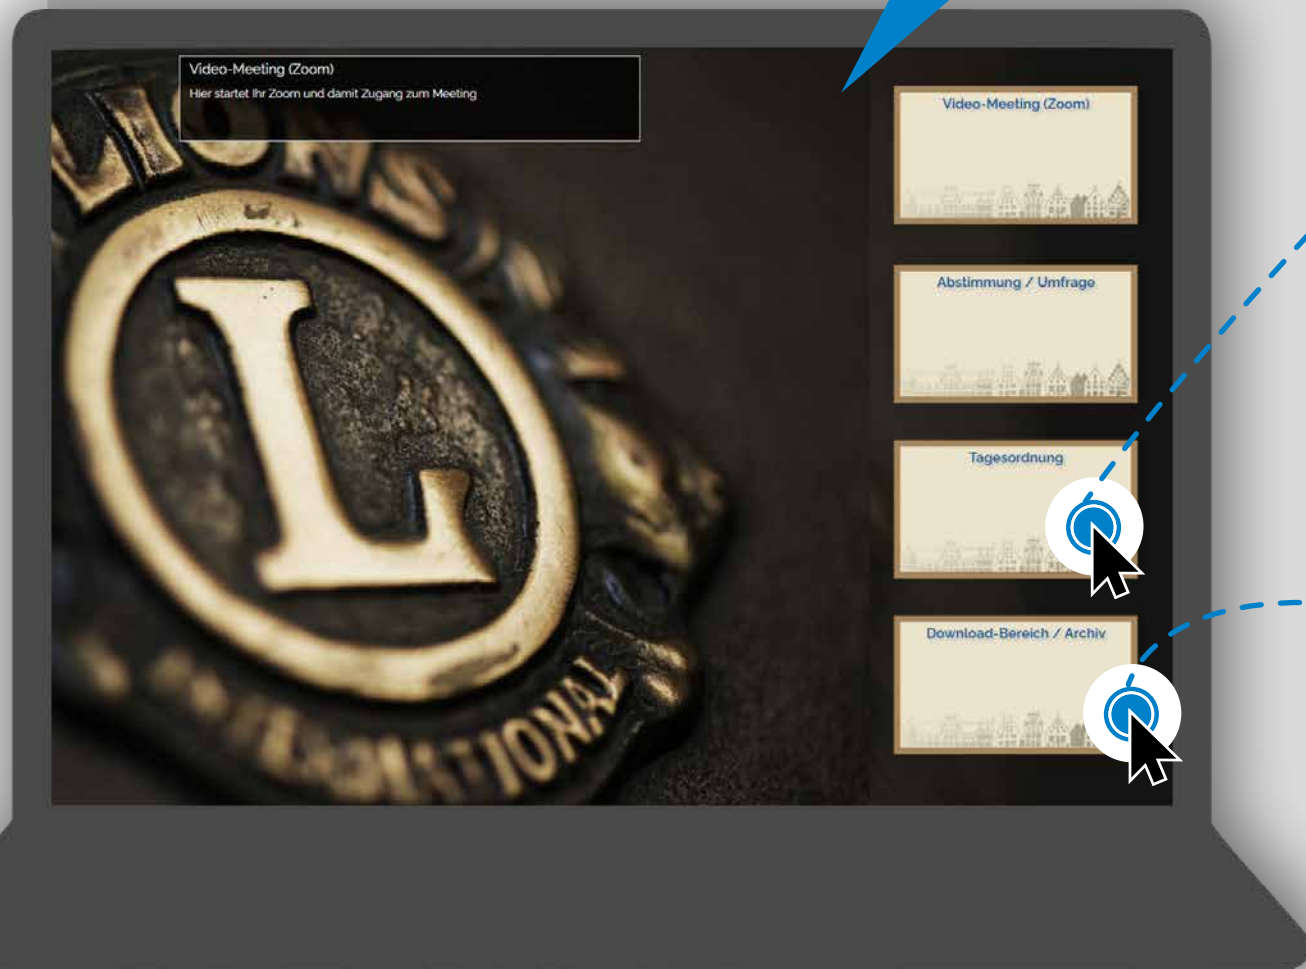 Video-Meeting (Zoom)
Hier startet Ihr Zoom und damit Zugang zum Meeting
LIONS
L
Video-Meeting (Zoom)
Abstimmung / Umfrage
Tagesordnung
Download-Bereich / Archiv